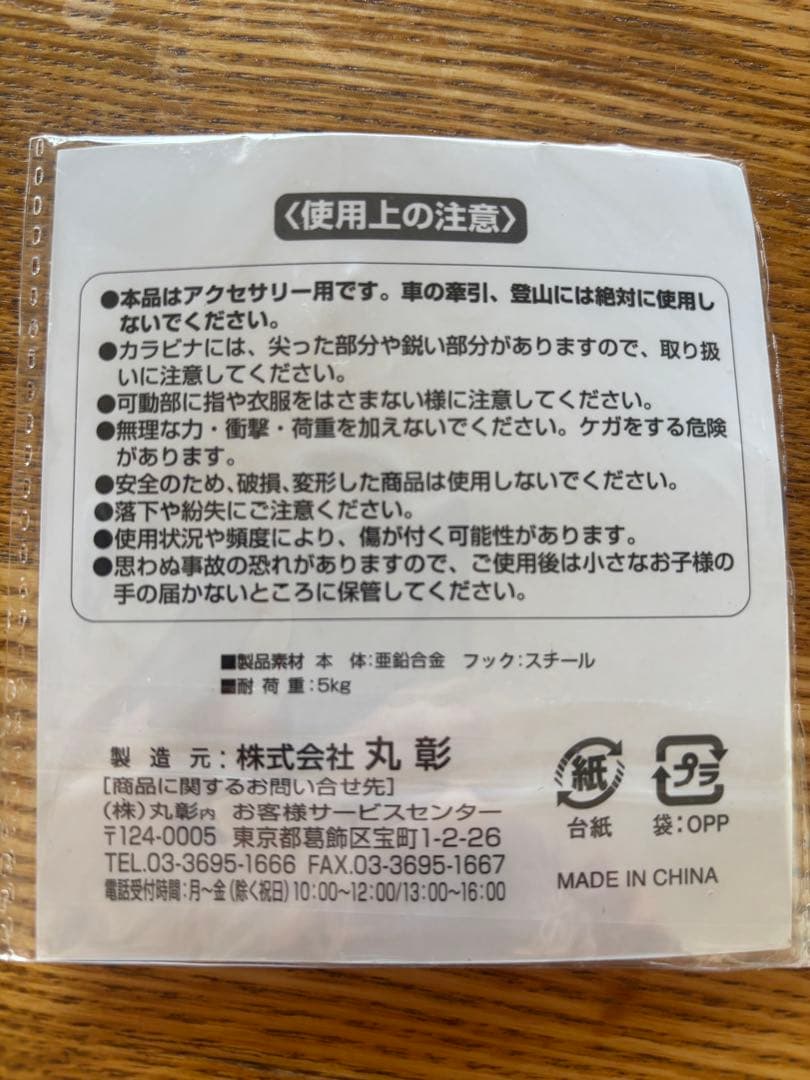 〈使用上の注意〉
●本品はアクセサリー用です。車の牽引、登山には絶対に使用し
ないでください。
●カラビナには、尖った部分や鋭い部分がありますので、取り扱
いに注意してください。
●可動部に指や衣服をはさまない様に注意してください。
●無理な力・衝撃・荷重を加えないでください。ケガをする危険
があります。
●安全のため、破損、変形した商品は使用しないでください。
●落下や紛失にご注意ください。
●使用状況や頻度により、傷が付く可能性があります。
●思わぬ事故の恐れがありますので、ご使用後は小さなお子様の
手の届かないところに保管してください。
■製品素材 本 体:亜鉛合金 フック:スチール
■耐荷重:5kg
製造元:株式会社 丸彰
[商品に関するお問い合せ先]
(株)丸彰内 お客様サービスセンター
〒124-0005 東京都葛飾区宝町1-2-26
TEL.03-3695-1666 FAX.03-3695-1667
電話受付時間:月〜金(除く祝日)10:00〜12:00/13:00〜16:00
紙
台紙
プラ
袋:OPP
MADE IN CHINA